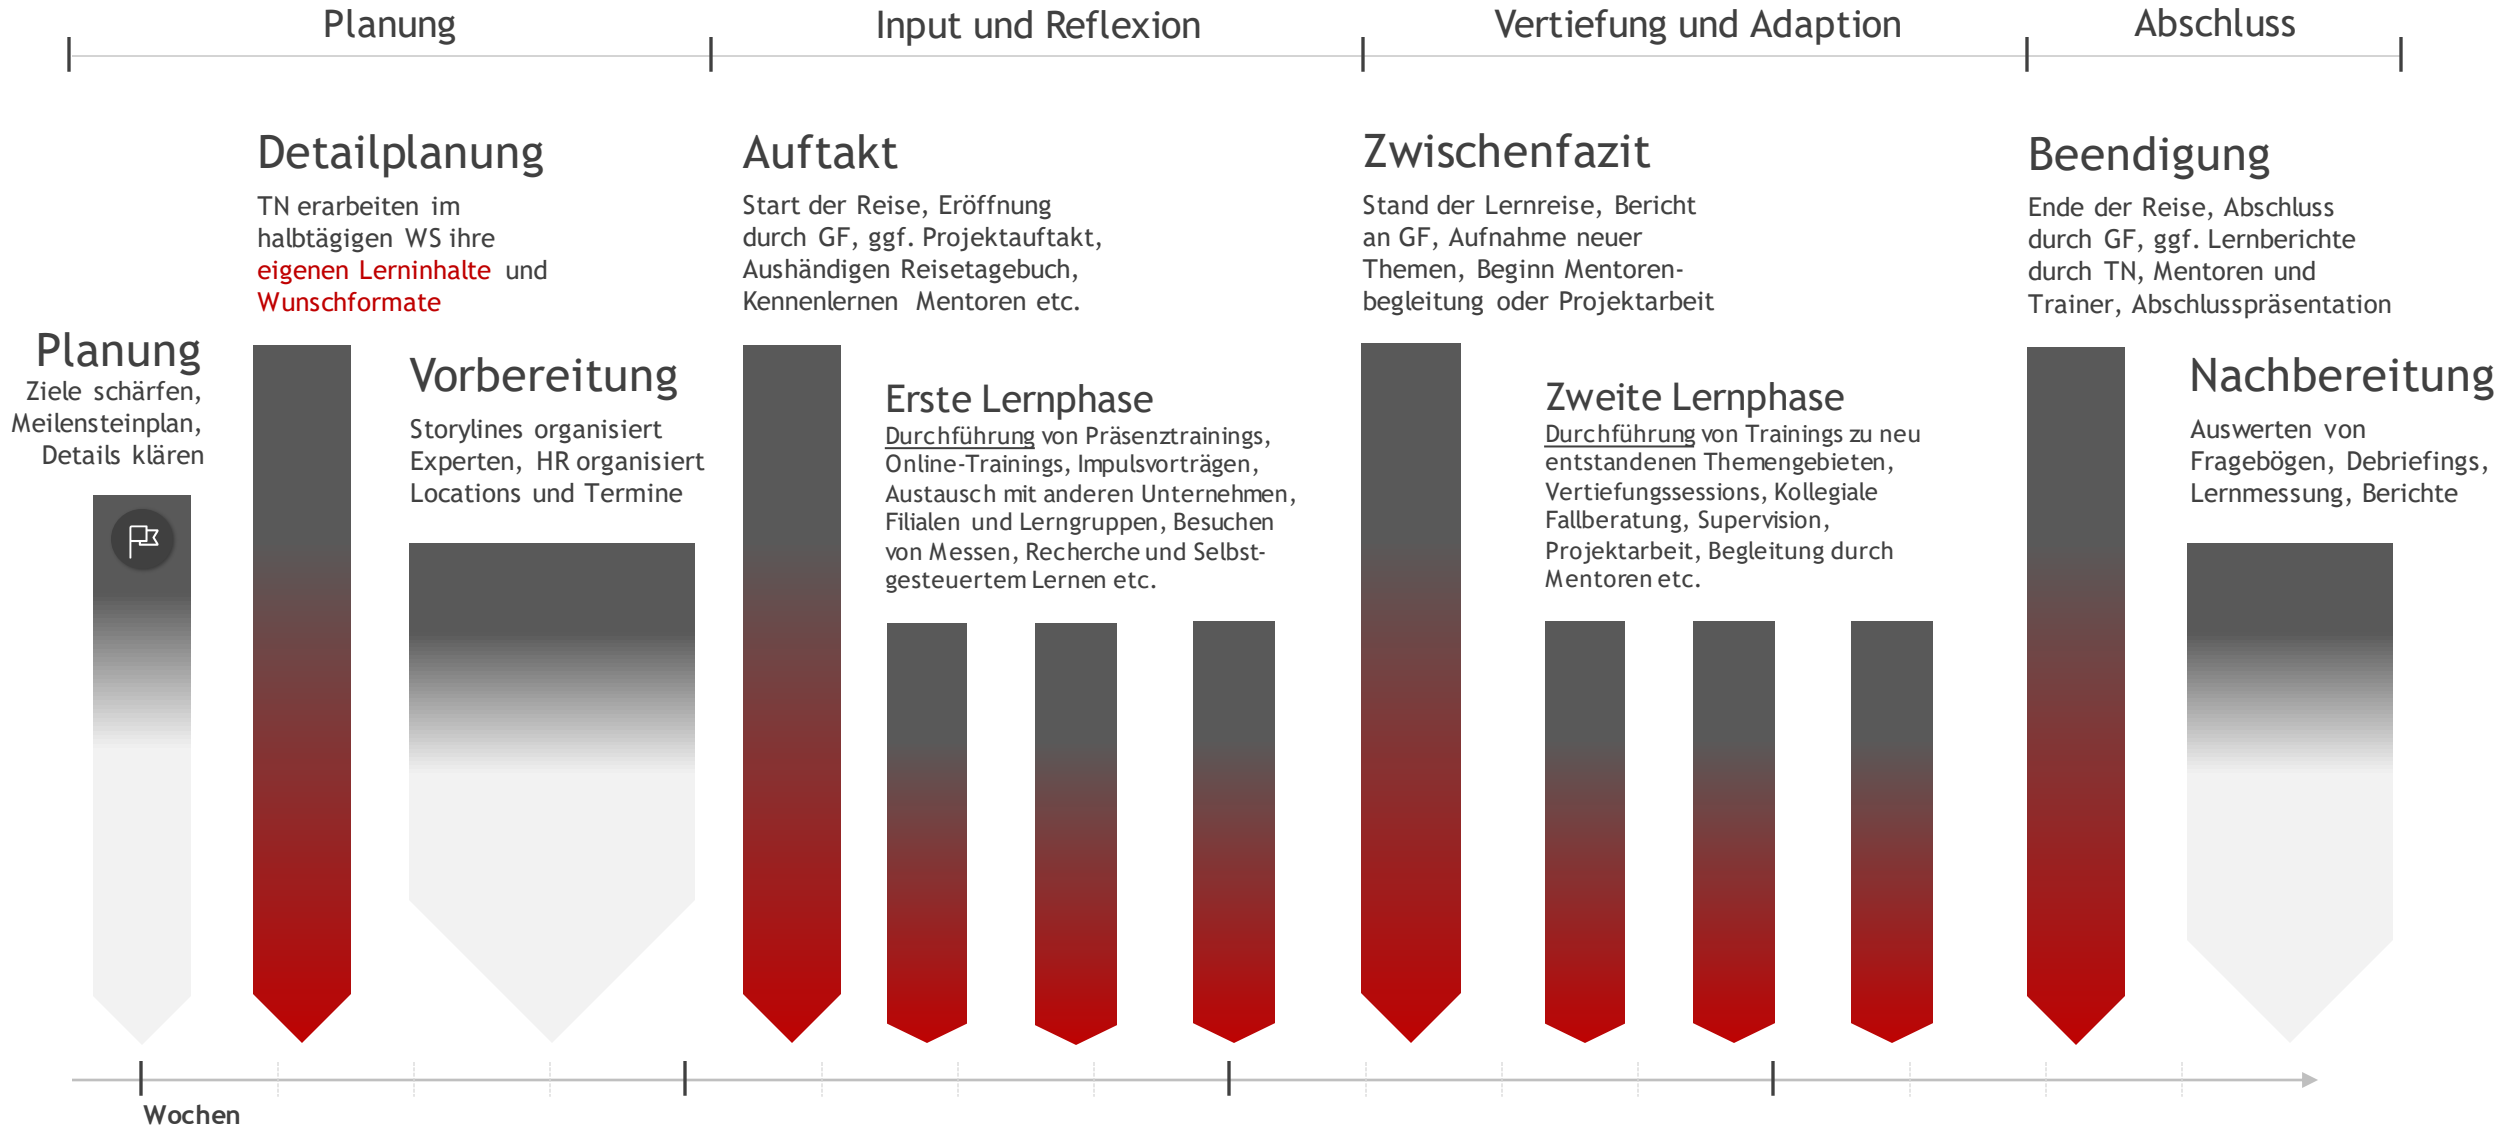 Planung
Input und Reflexion
Vertiefung und Adaption
Abschluss
Planung
Ziele schärfen,
Meilensteinplan,
Details klären
Detailplanung
TN erarbeiten im
halbtägigen WS ihre
eigenen Lerninhalte und
Wunschformate
Vorbereitung
Storylines organisiert
Experten, HR organisiert
Locations und Termine
Auftakt
Start der Reise, Eröffnung
durch GF, ggf. Projektauftakt,
Aushändigen Reisetagebuch,
Kennenlernen Mentoren etc.
Erste Lernphase
Durchführung von Präsenztrainings,
Online-Trainings, Impulsvorträgen,
Austausch mit anderen Unternehmen,
Filialen und Lerngruppen, Besuchen
von Messen, Recherche und Selbst-
gesteuertem Lernen etc.
Zwischenfazit
Stand der Lernreise, Bericht
an GF, Aufnahme neuer
Themen, Beginn Mentoren-
begleitung oder Projektarbeit
Zweite Lernphase
Durchführung von Trainings zu neu
entstandenen Themengebieten,
Vertiefungssessions, Kollegiale
Fallberatung, Supervision,
Projektarbeit, Begleitung durch
Mentoren etc.
Beendigung
Ende der Reise, Abschluss
durch GF, ggf. Lernberichte
durch TN, Mentoren und
Trainer, Abschlusspräsentation
Nachbereitung
Auswerten von
Fragebögen, Debriefings,
Lernmessung, Berichte
Wochen